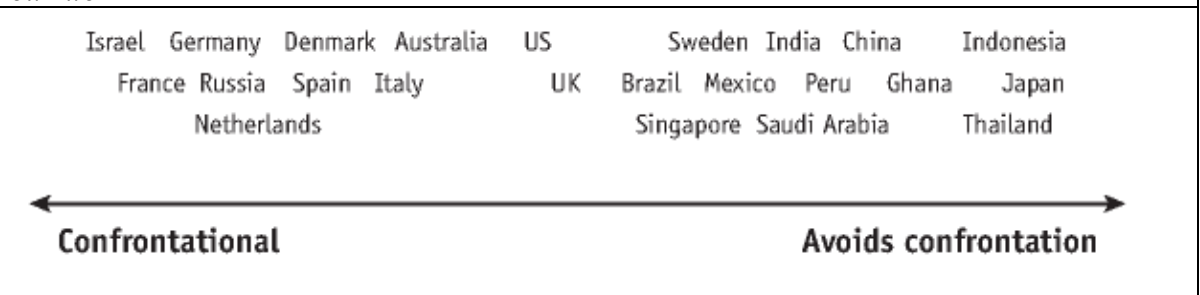 Israel Germany Denmark Australia US Sweden India China Indonesia
France Russia Spain Italy UK Brazil Mexico Peru Ghana Japan
Netherlands Singapore Saudi Arabia Thailand
Confrontational Avoids confrontation